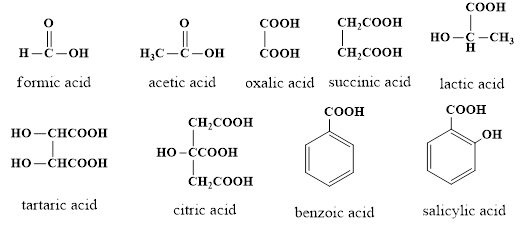 O
H—C—OH
formic acid
O
H₃C—C—OH
acetic acid
COOH
COOH
oxalic acid
CH₂COOH
CH₂COOH
succinic acid
COOH
HO—C—CH₃
H
lactic acid
HO—CHCOOH
HO—CHCOOH
tartaric acid
CH₂COOH
HO—CCOOH
CH₂COOH
citric acid
COOH
benzoic acid
COOH
OH
salicylic acid